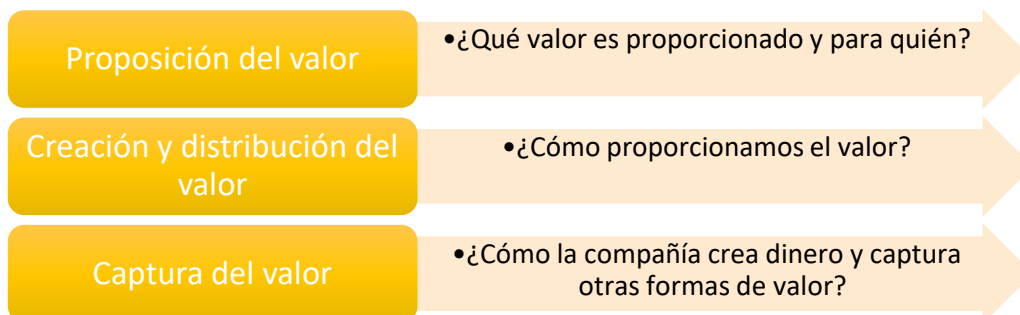 Proposición del valor
•¿Qué valor es proporcionado y para quién?
Creación y distribución del
valor
•¿Cómo proporcionamos el valor?
Captura del valor
•¿Cómo la compañía crea dinero y captura
otras formas de valor?